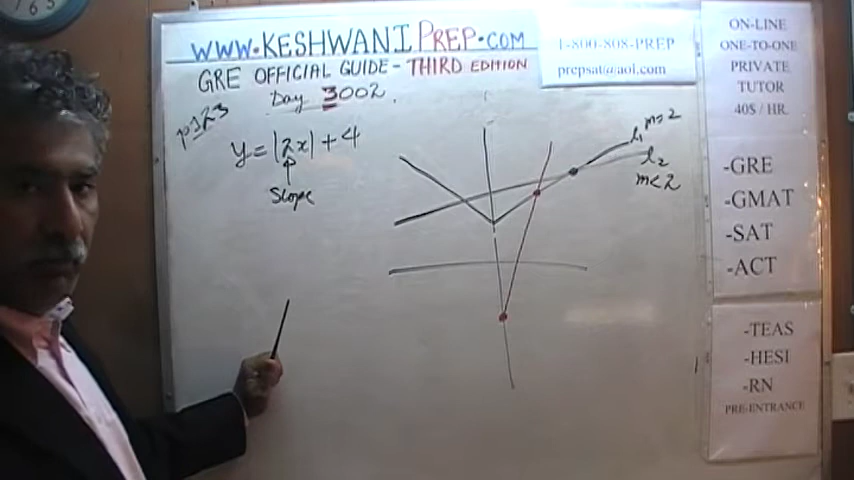 WWW.KESHWANIPREP.COM
GRE OFFICIAL GUIDE - THIRD EDITION
Day 3002.
p123
y = |2x| + 4
Slope
l₁ m = 2
l₂
m < 2
1-800-808-PREP
prepsat@aol.com
ON-LINE
ONE-TO-ONE
PRIVATE
TUTOR
40$ / HR.
-GRE
-GMAT
-SAT
-ACT
-TEAS
-HESI
-RN
PRE-ENTRANCE